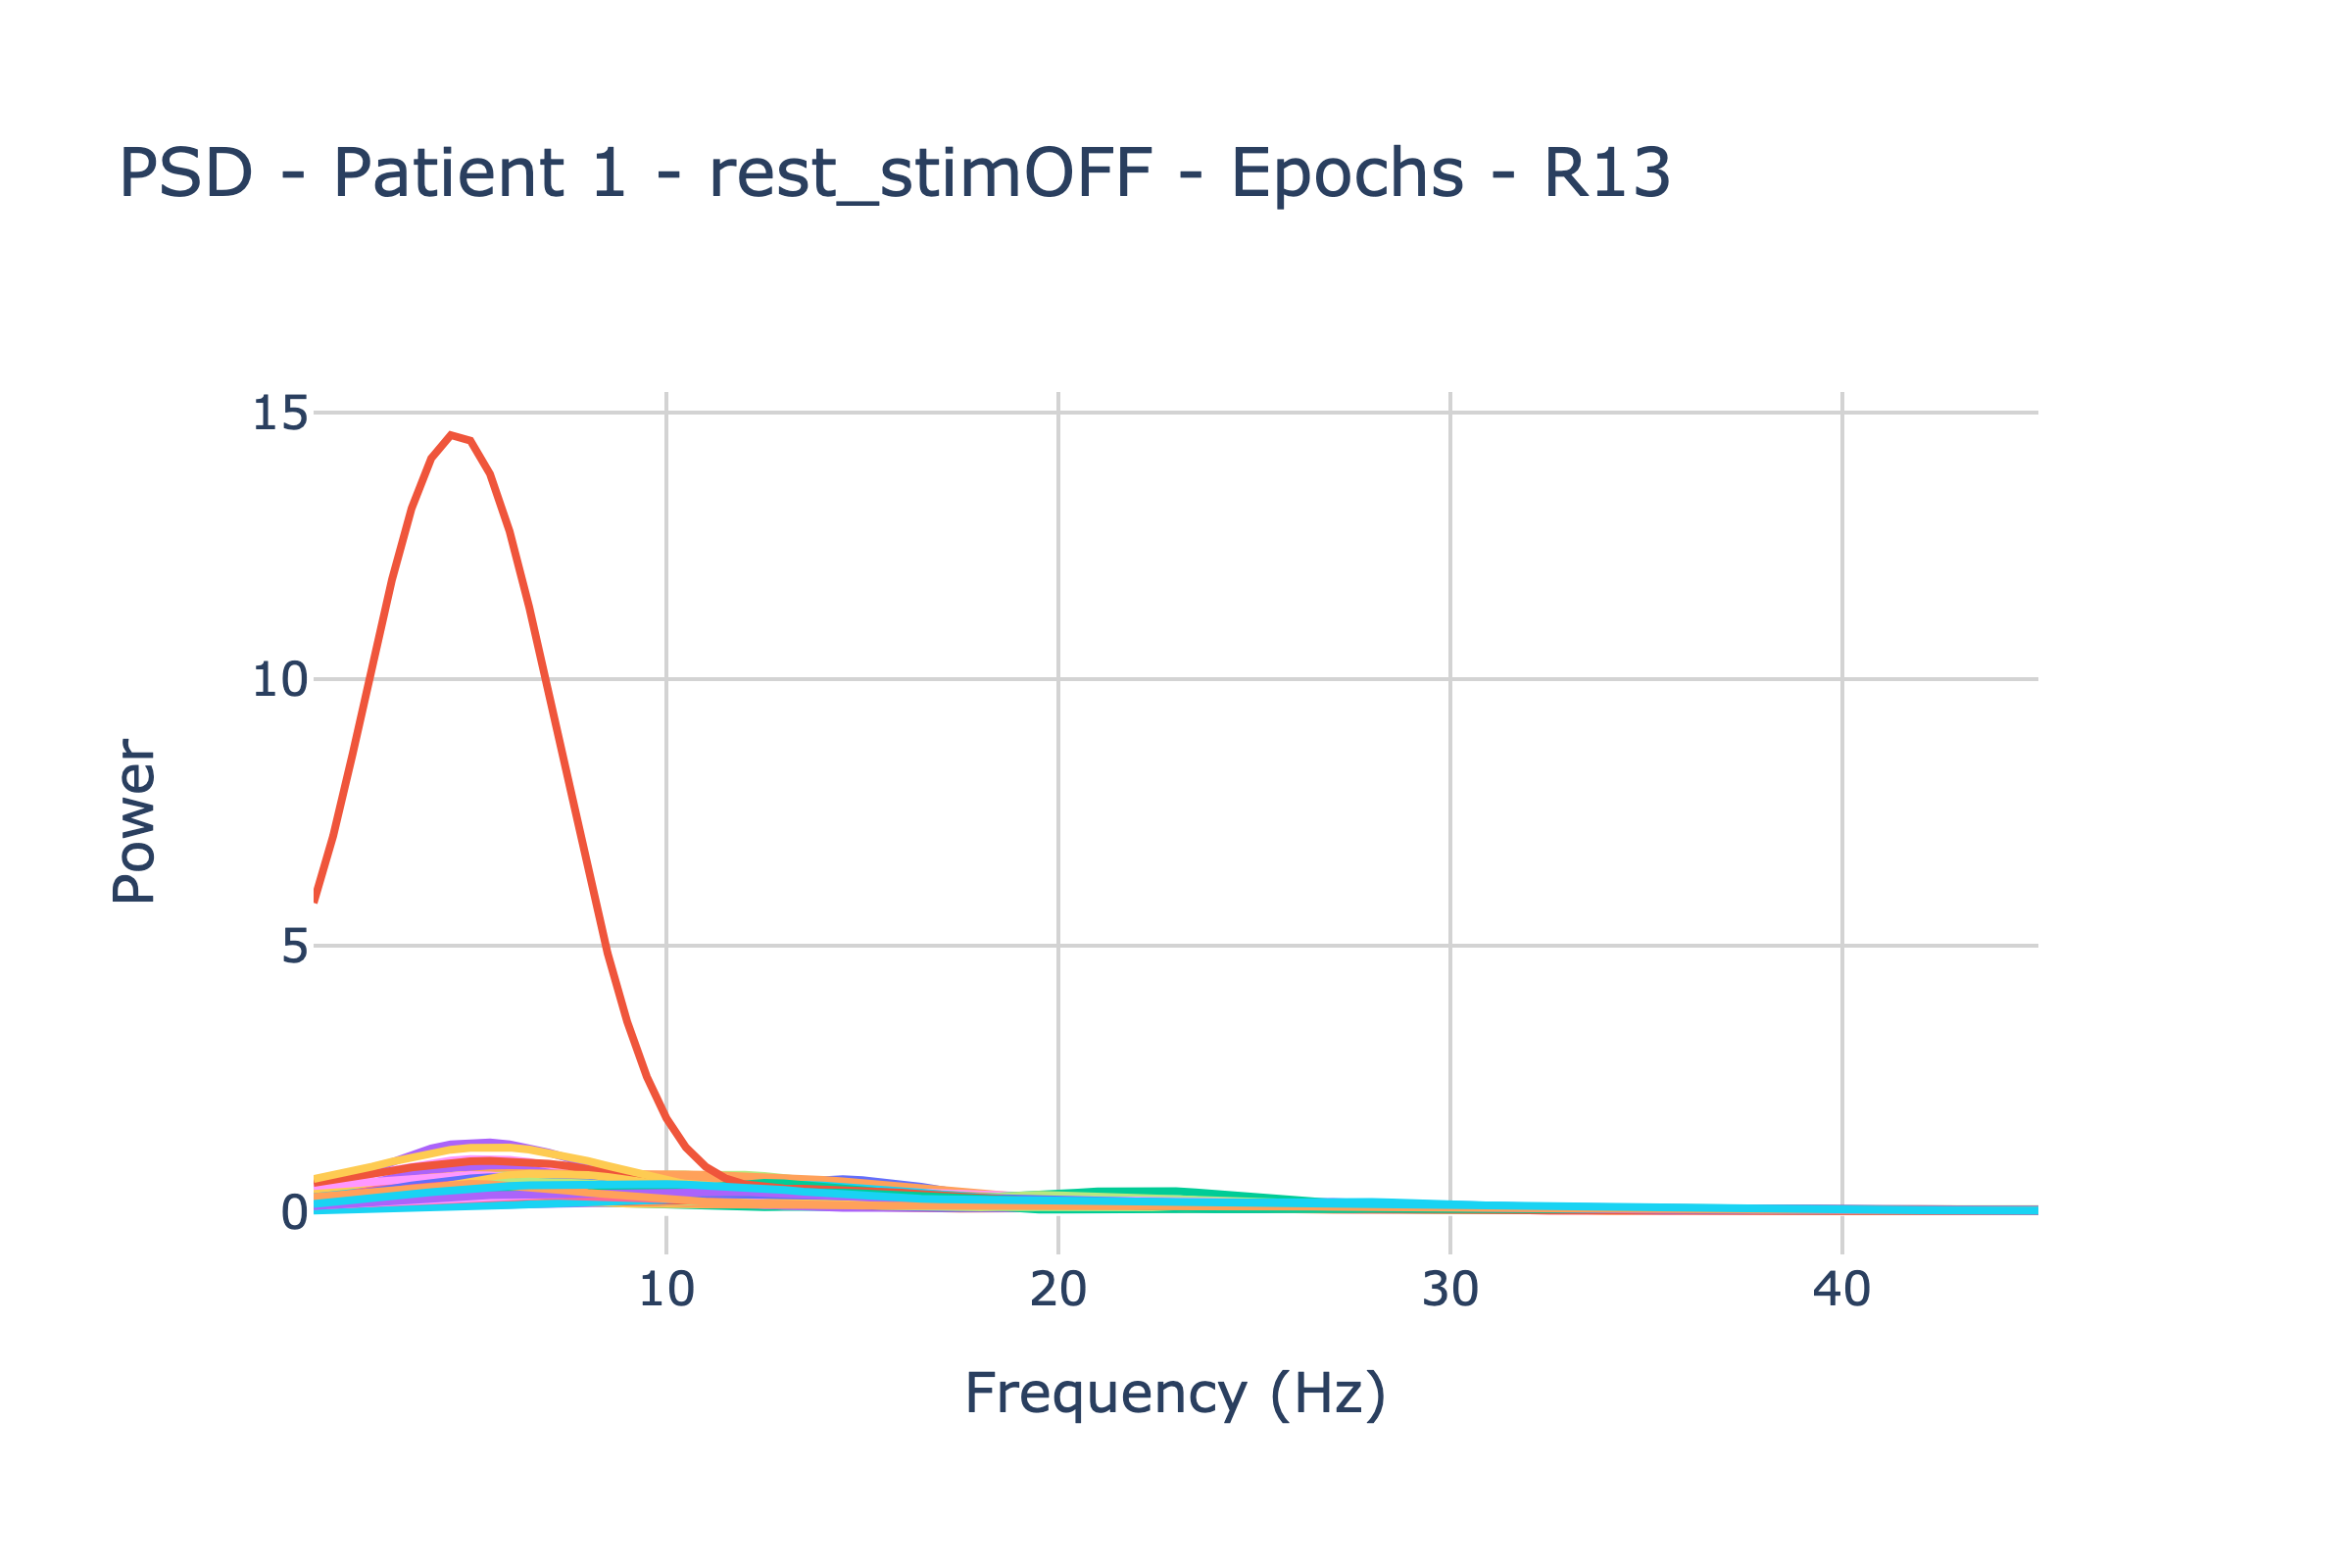 PSD - Patient 1 - rest_stimOFF - Epochs - R13
15
10
5
0
Power
10 20 30 40
Frequency (Hz)